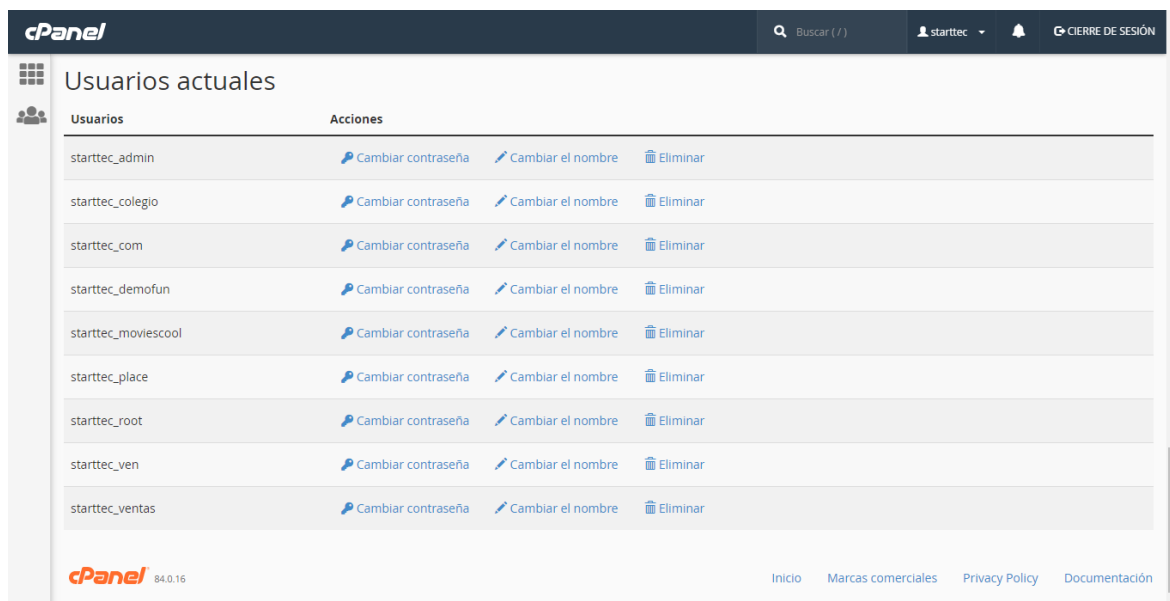 cPanel Buscar ( / ) starttec CIERRE DE SESIÓN
Usuarios actuales
Usuarios Acciones
starttec_admin Cambiar contraseña Cambiar el nombre Eliminar
starttec_colegio Cambiar contraseña Cambiar el nombre Eliminar
starttec_com Cambiar contraseña Cambiar el nombre Eliminar
starttec_demofun Cambiar contraseña Cambiar el nombre Eliminar
starttec_moviescool Cambiar contraseña Cambiar el nombre Eliminar
starttec_place Cambiar contraseña Cambiar el nombre Eliminar
starttec_root Cambiar contraseña Cambiar el nombre Eliminar
starttec_ven Cambiar contraseña Cambiar el nombre Eliminar
starttec_ventas Cambiar contraseña Cambiar el nombre Eliminar
cPanel 84.0.16 Inicio Marcas comerciales Privacy Policy Documentación